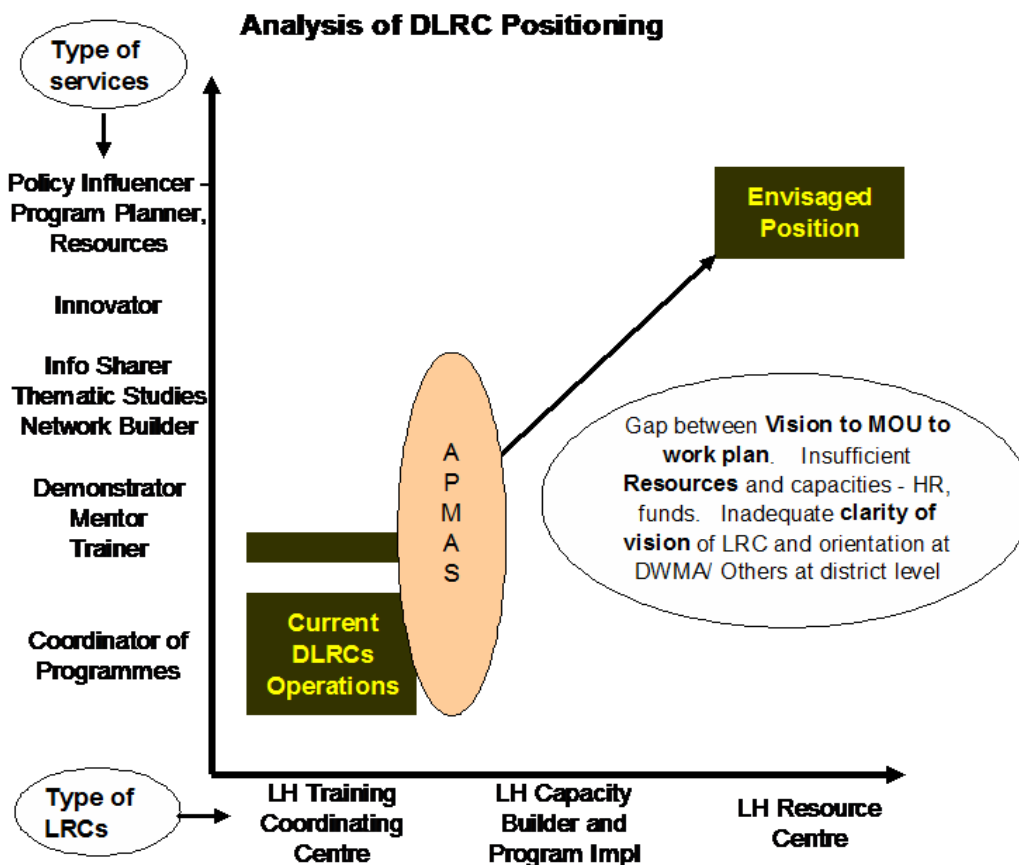 Analysis of DLRC Positioning
Type of
services
Policy Influencer -
Program Planner,
Resources
Innovator
Info Sharer
Thematic Studies
Network Builder
Demonstrator
Mentor
Trainer
Coordinator of
Programmes
Envisaged
Position
A
P
M
A
S
Gap between Vision to MOU to
work plan. Insufficient
Resources and capacities - HR,
funds. Inadequate clarity of
vision of LRC and orientation at
DWMA/ Others at district level
Current
DLRCs
Operations
Type of
LRCs
LH Training
Coordinating
Centre
LH Capacity
Builder and
Program Impl
LH Resource
Centre